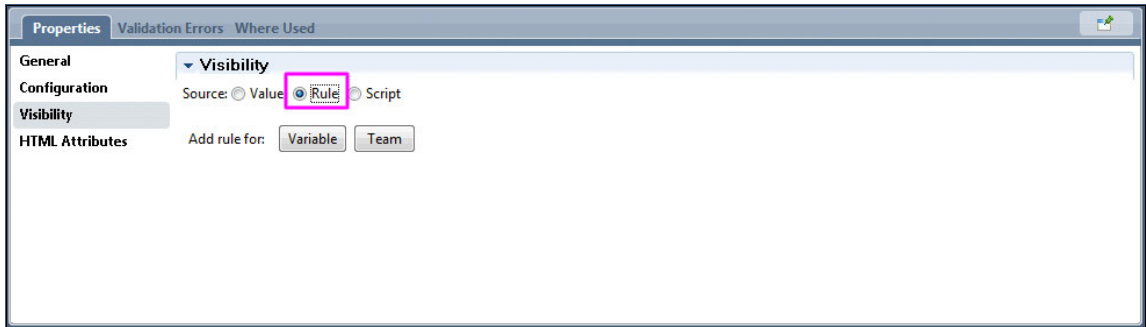 Properties Validation Errors Where Used
General
Configuration
Visibility
HTML Attributes
Visibility
Source: Value Rule Script
Add rule for: Variable Team